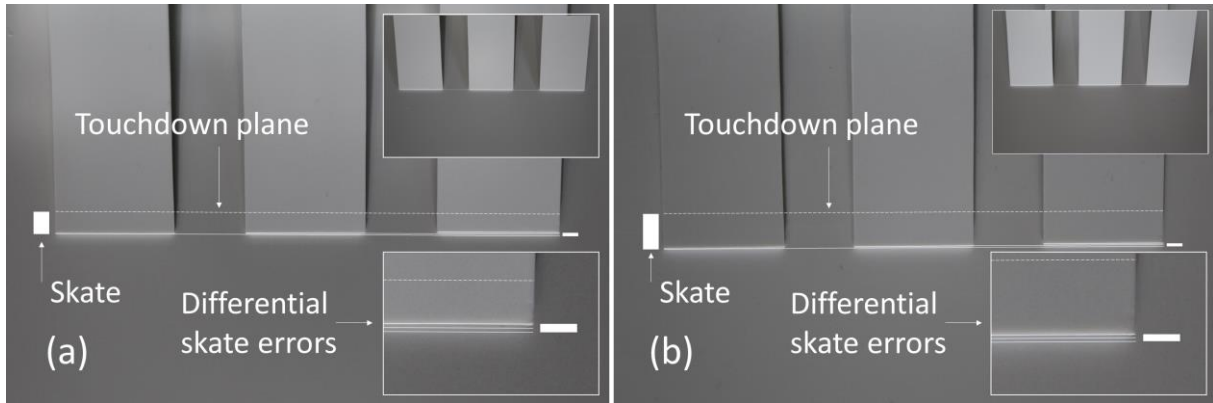 Touchdown plane
Skate
Differential
skate errors
(a)
Touchdown plane
Skate
Differential
skate errors
(b)